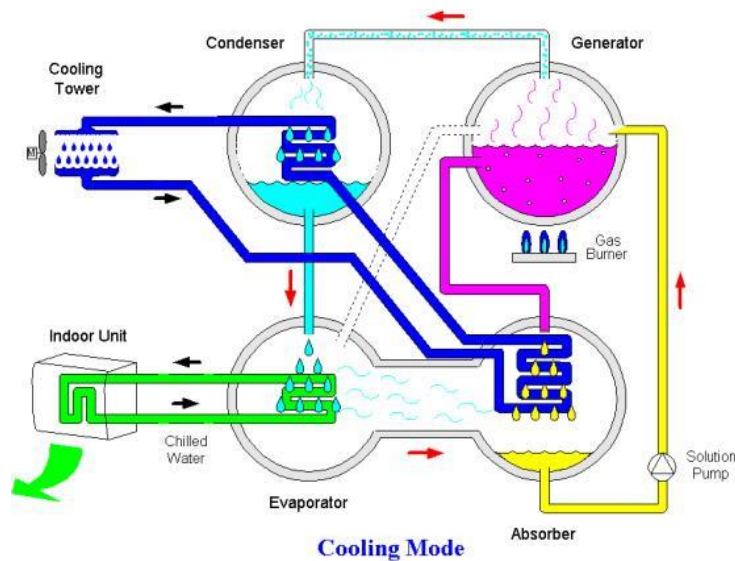 Condenser
Generator
Cooling
Tower
M
Gas
Burner
Indoor Unit
Chilled
Water
Solution
Pump
Evaporator
Absorber
Cooling Mode